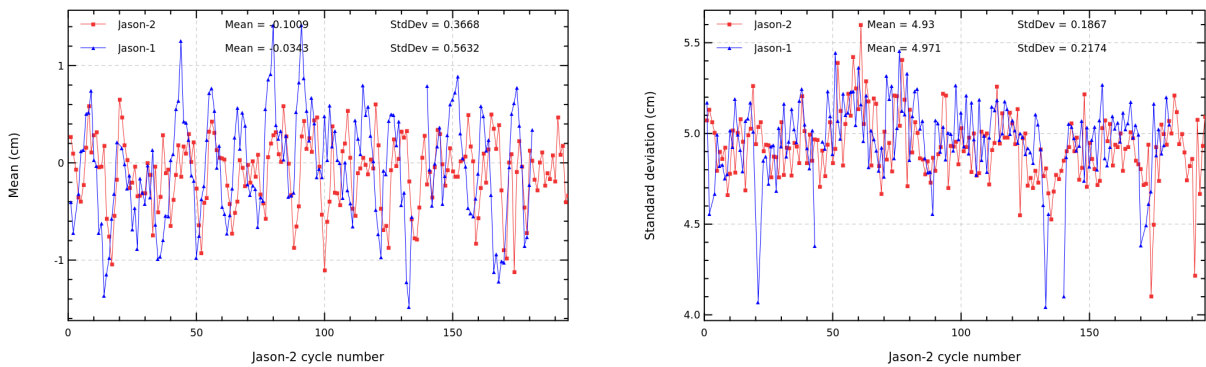 Jason-2 Mean = -0.1009 StdDev = 0.3668
Jason-1 Mean = -0.0343 StdDev = 0.5632
1
0
-1
Mean (cm)
0 50 100 150
Jason-2 cycle number
Jason-2 Mean = 4.93 StdDev = 0.1867
Jason-1 Mean = 4.971 StdDev = 0.2174
5.5
5.0
4.5
4.0
Standard deviation (cm)
0 50 100 150
Jason-2 cycle number